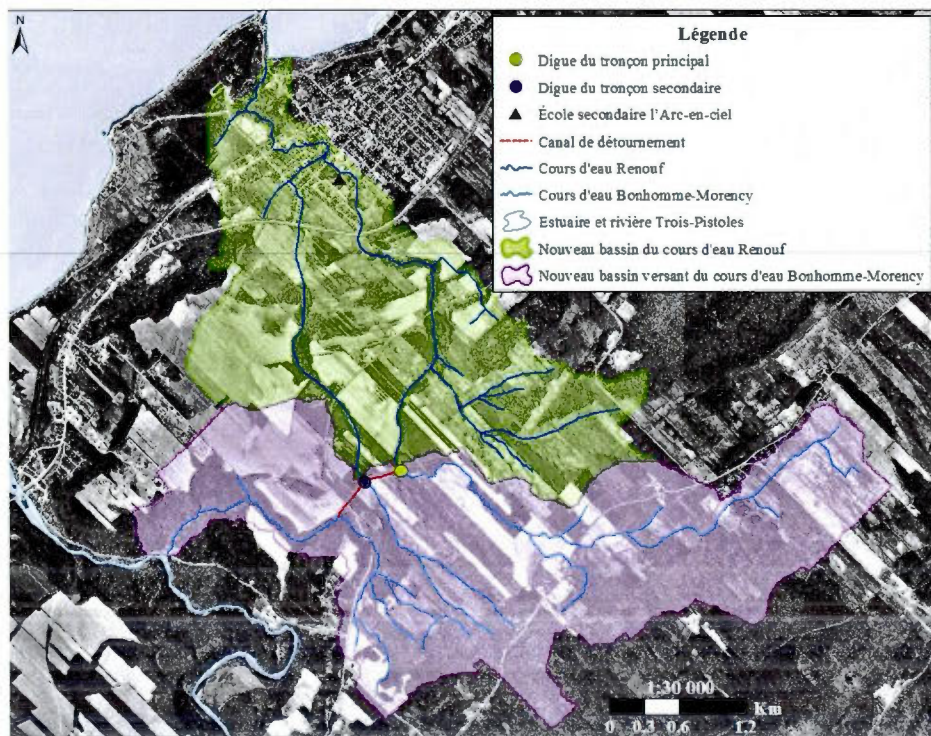 N
Légende
Digue du tronçon principal
Digue du tronçon secondaire
École secondaire l'Arc-en-ciel
Canal de détournement
Cours d'eau Renouf
Cours d'eau Bonhomme-Morency
Estuaire et rivière Trois-Pistoles
Nouveau bassin du cours d'eau Renouf
Nouveau bassin versant du cours d'eau Bonhomme-Morency
1:30 000
Km
0 0.3 0.6 1.2